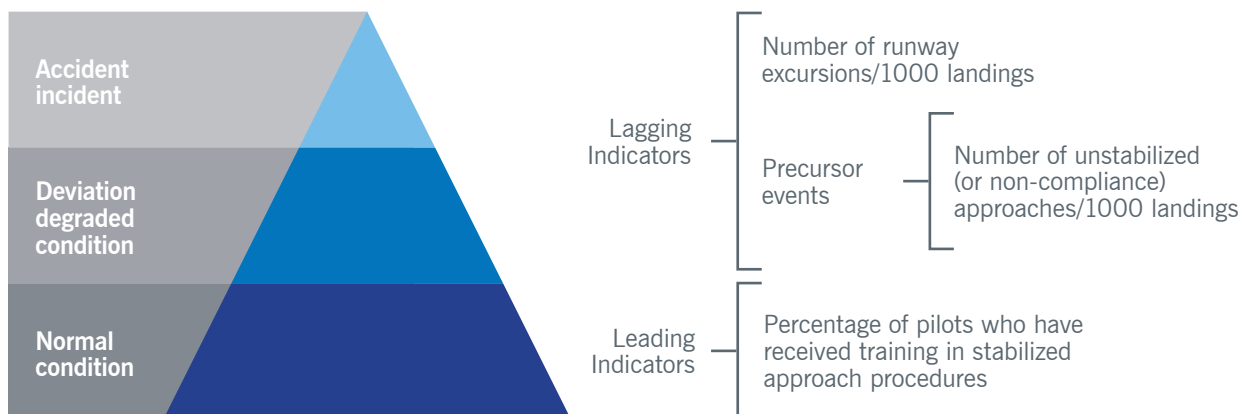 Accident
incident
Deviation
degraded
condition
Normal
condition
Lagging
Indicators
Number of runway
excursions/1000 landings
Precursor
events
Number of unstabilized
(or non-compliance)
approaches/1000 landings
Leading
Indicators
Percentage of pilots who have
received training in stabilized
approach procedures